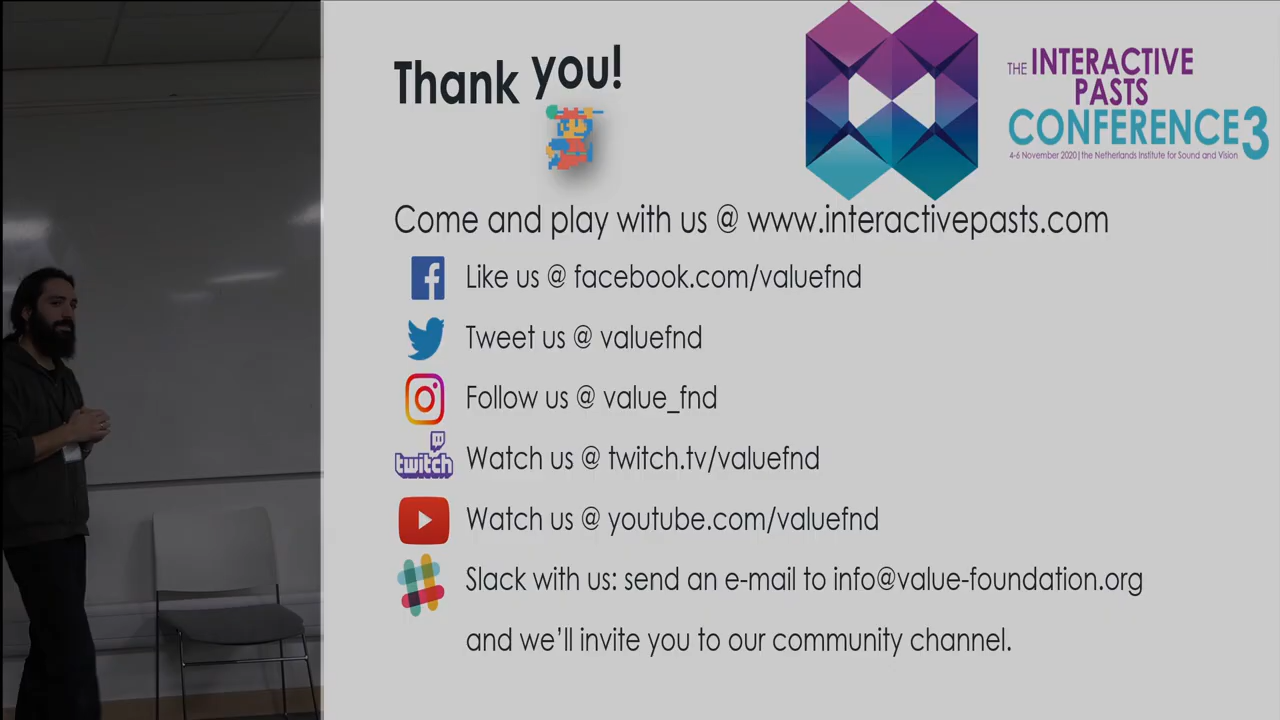 Thank you!
THE INTERACTIVE
PASTS
CONFERENCE3
4-6 November 2020|the Netherlands Institute for Sound and Vision
Come and play with us @ www.interactivepasts.com
Like us @ facebook.com/valuefnd
Tweet us @ valuefnd
Follow us @ value_fnd
twitch Watch us @ twitch.tv/valuefnd
Watch us @ youtube.com/valuefnd
Slack with us: send an e-mail to info@value-foundation.org
and we’ll invite you to our community channel.